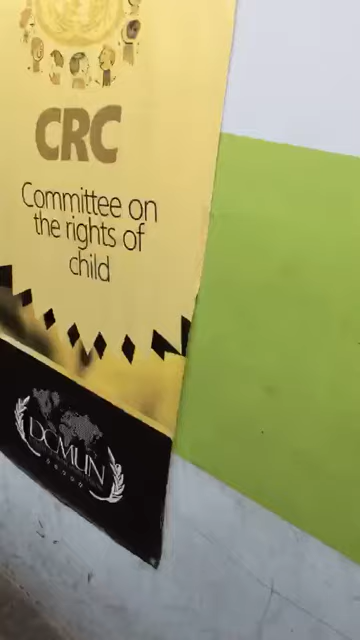 CRC
Committee on
the rights of
child
DCMUN